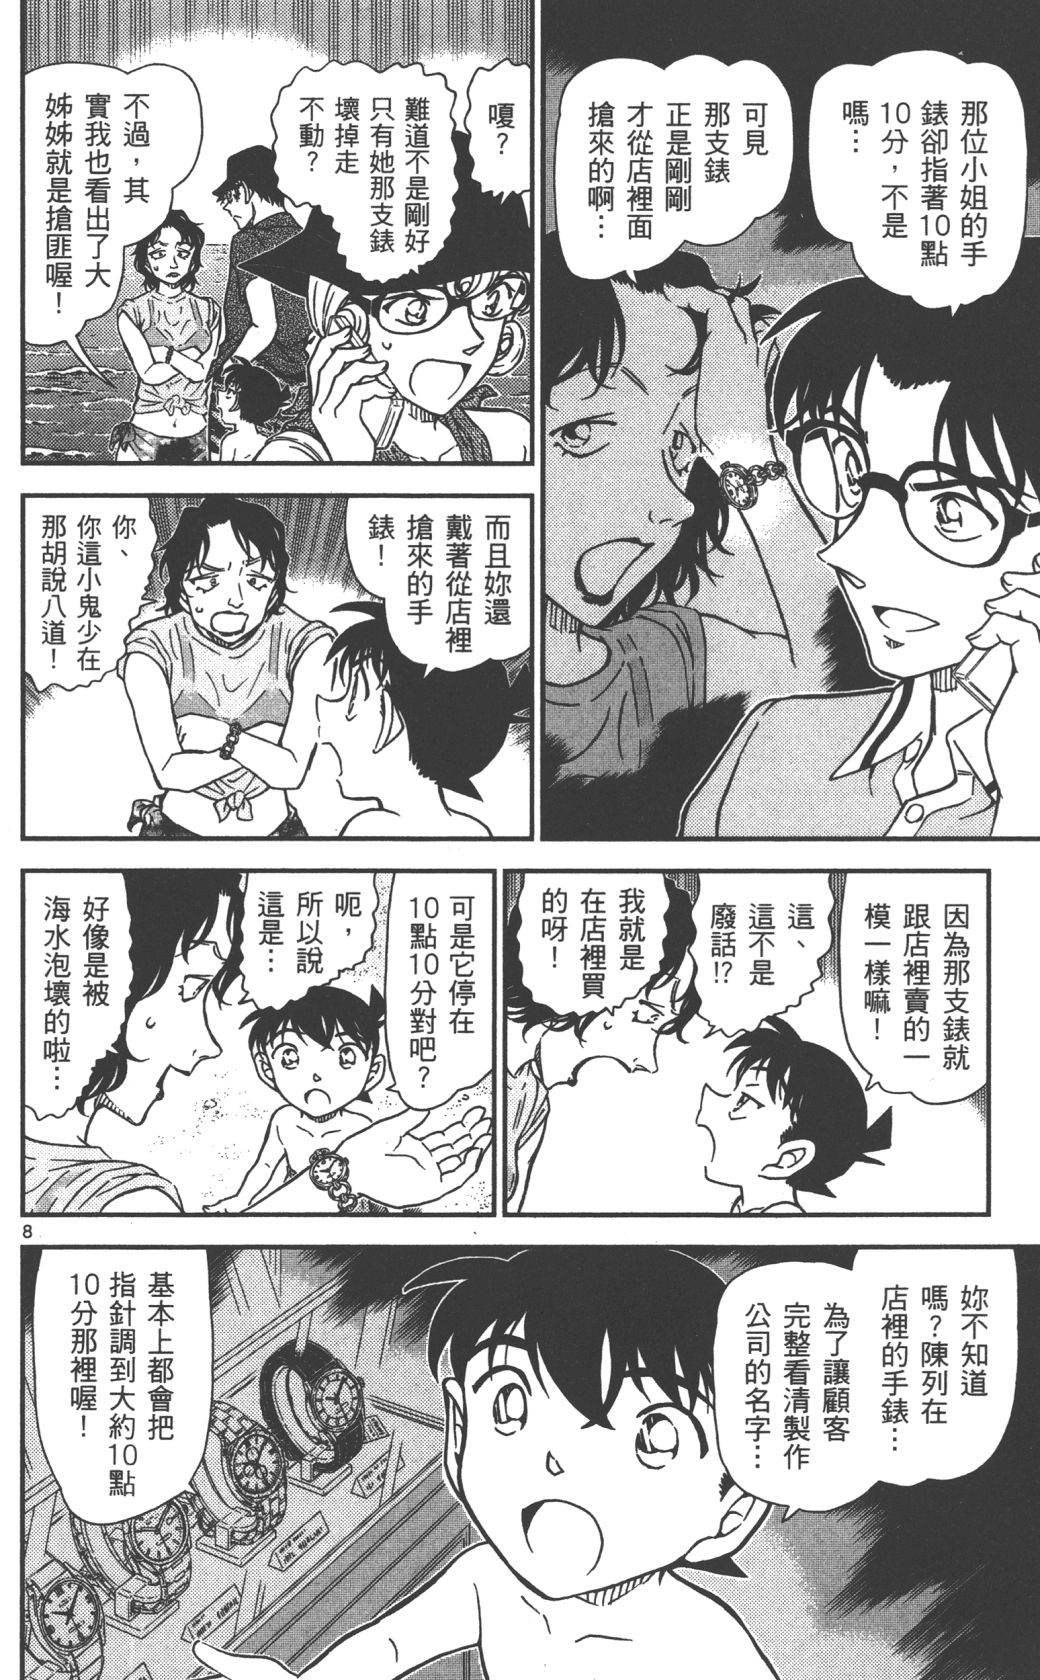 那位小姐的手
錶卻指著10點
10分，不是
嗎…
可見
那支錶
正是剛剛
才從店裡面
搶來的啊…
嗄？
難道不是剛好
只有她那支錶
壞掉走
不動？
不過，其
實我也看出了大
姊姊就是搶匪喔！
而且妳還
戴著從店裡
搶來的手
錶！
你、
你這小鬼少在
那胡說八道！
因為那支錶就
跟店裡賣的一
模一樣嘛！
這、
這不是
廢話!?
我就是
在店裡買
的呀！
可是它停在
10點10分對吧？
呃，
所以說
這是…
好像是被
海水泡壞的啦…
8
妳不知道
嗎？陳列在
店裡的手錶…
為了讓顧客
完整看清製作
公司的名字…
基本上都會把
指針調到大約10點
10分那裡喔！